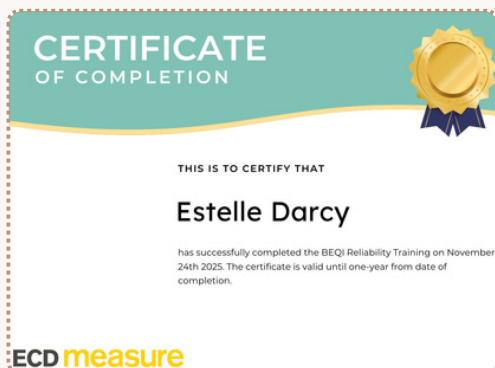 CERTIFICATE
OF COMPLETION
THIS IS TO CERTIFY THAT
Estelle Darcy
has successfully completed the BEQI Reliability Training on November
24th 2025. The certificate is valid until one-year from date of
completion.
ECD measure